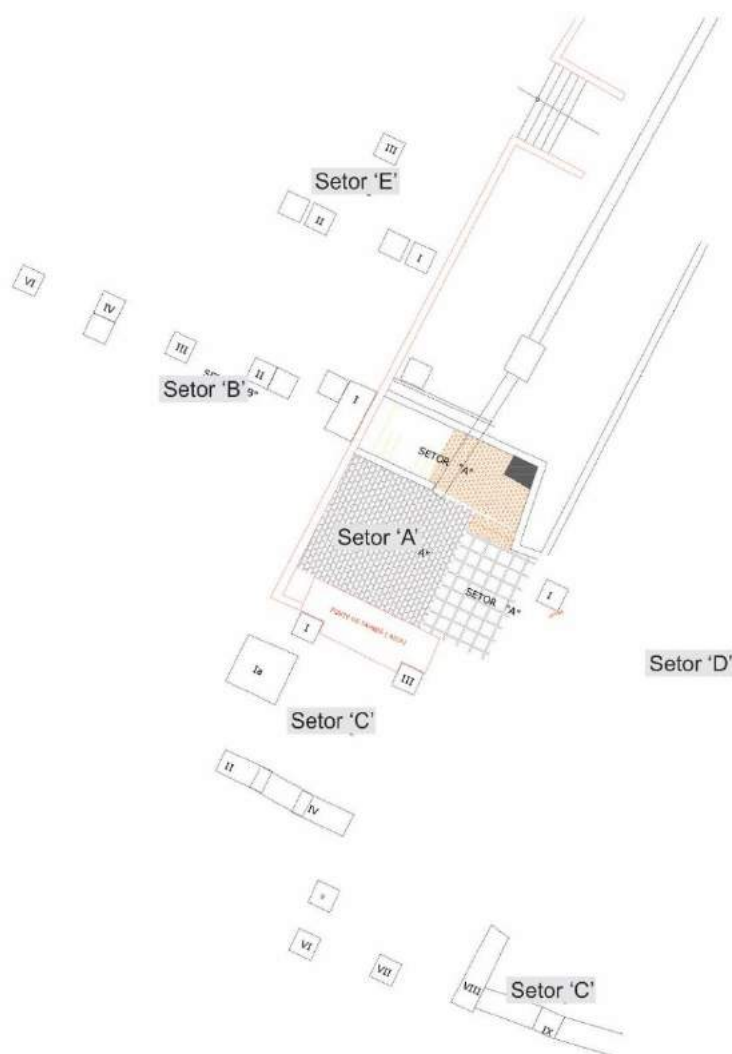 III
Setor 'E'
II
I
VI
IV
III
II
Setor 'B'
I
SETOR "A"
Setor 'A'
A"
SETOR "A"
I
I
Setor 'D'
Ia
III
Setor 'C'
II
IV
VI
VII
VIII
Setor 'C'
IX